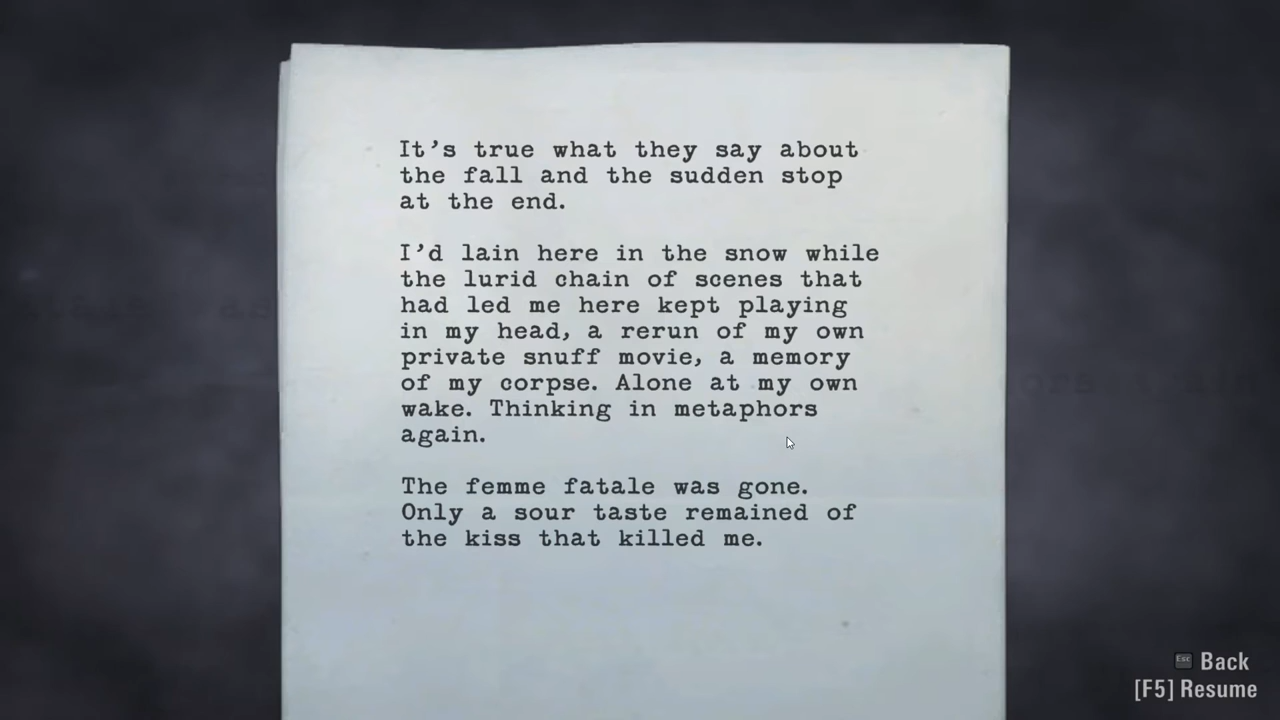 It's true what they say about
the fall and the sudden stop
at the end.
I'd lain here in the snow while
the lurid chain of scenes that
had led me here kept playing
in my head, a rerun of my own
private snuff movie, a memory
of my corpse. Alone at my own
wake. Thinking in metaphors
again.
The femme fatale was gone.
Only a sour taste remained of
the kiss that killed me.
Esc Back
[F5] Resume